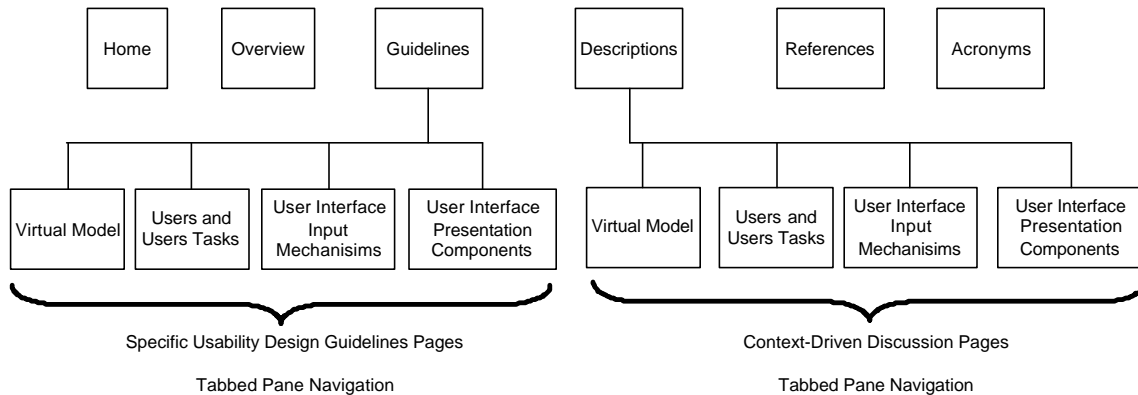 Home
Overview
Guidelines
Descriptions
References
Acronyms
Virtual Model
Users and
Users Tasks
User Interface
Input
Mechanisims
User Interface
Presentation
Components
Virtual Model
Users and
Users Tasks
User Interface
Input
Mechanisims
User Interface
Presentation
Components
Specific Usability Design Guidelines Pages
Tabbed Pane Navigation
Context-Driven Discussion Pages
Tabbed Pane Navigation